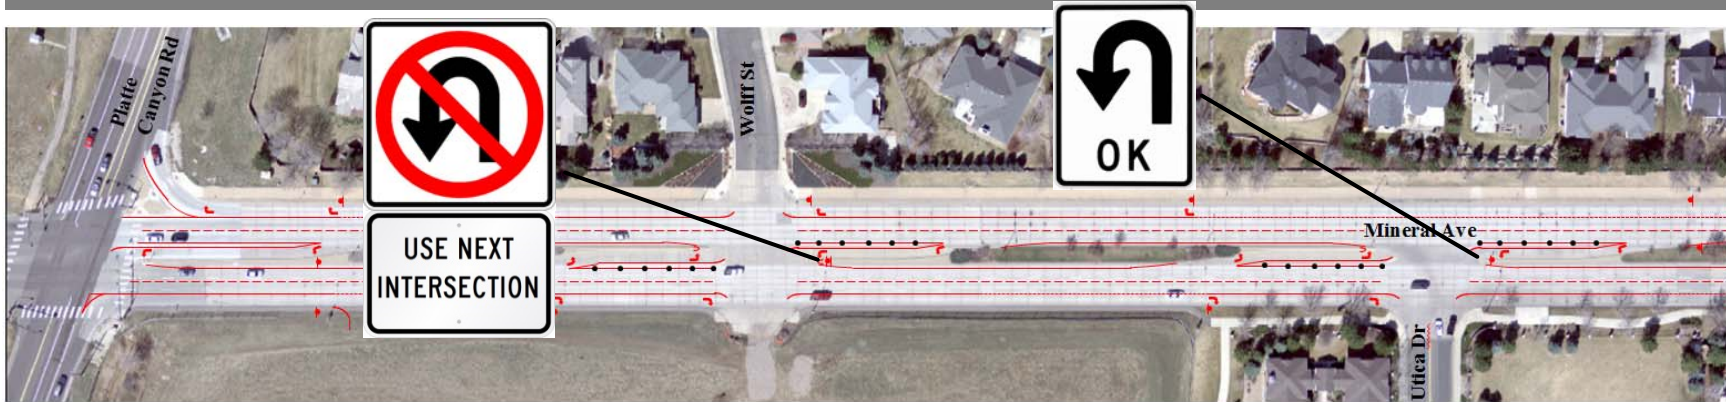 Platte
Canyon Rd
USE NEXT
INTERSECTION
Wolff St
OK
Mineral Ave
Utica Dr